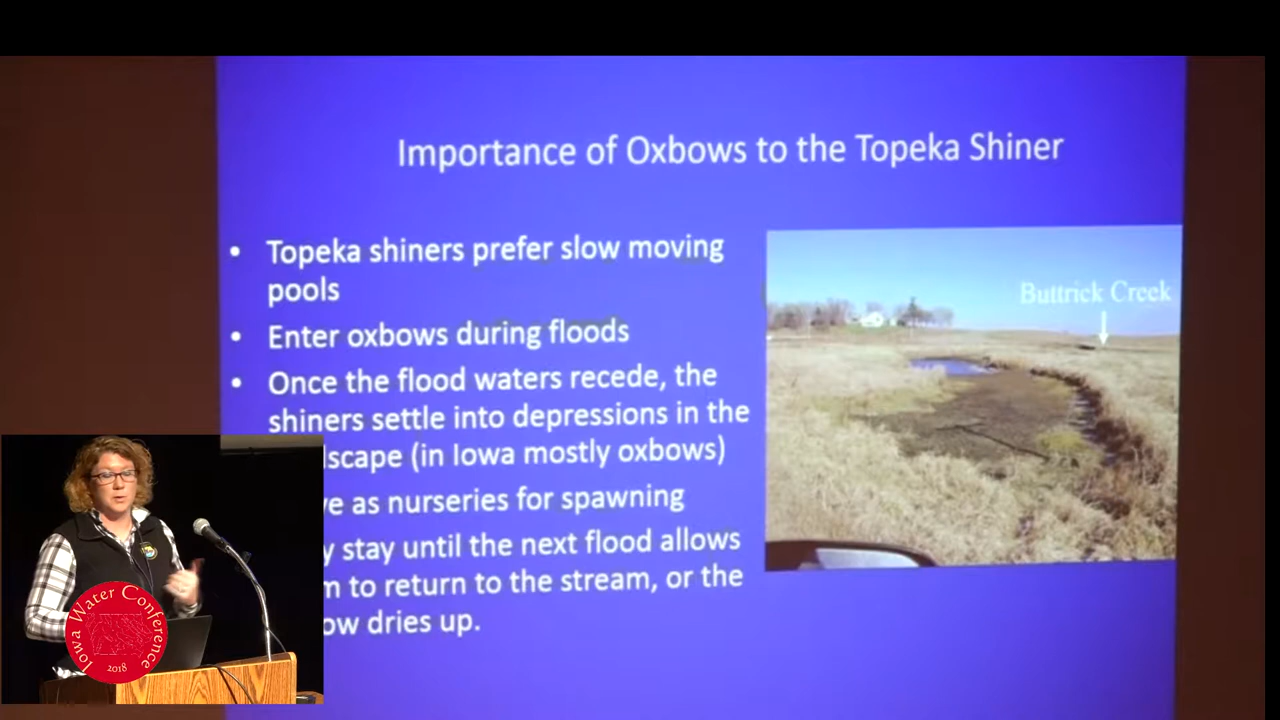 Importance of Oxbows to the Topeka Shiner
• Topeka shiners prefer slow moving
pools
• Enter oxbows during floods
• Once the flood waters recede, the
shiners settle into depressions in the
lscape (in Iowa mostly oxbows)
ve as nurseries for spawning
y stay until the next flood allows
m to return to the stream, or the
ow dries up.
Buttrick Creek
Iowa Water Conference
2018